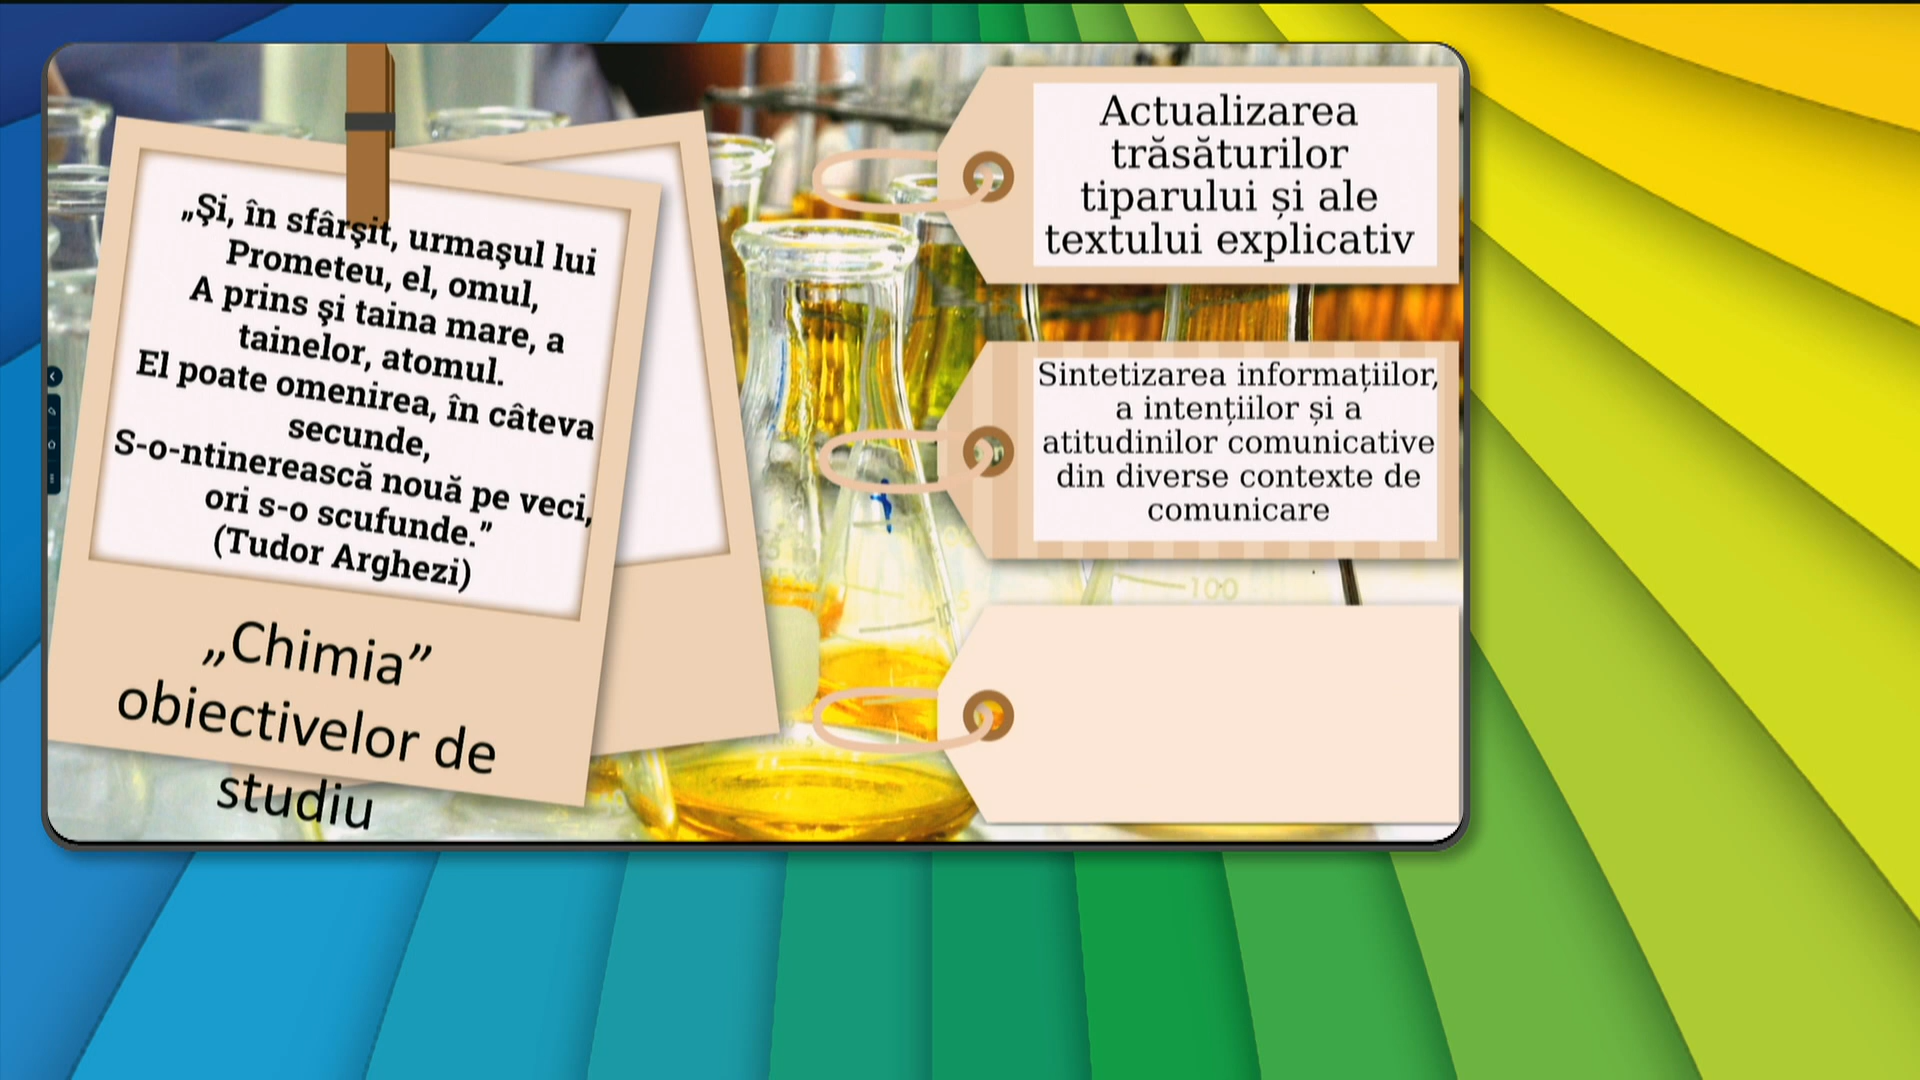 „Şi, în sfârşit, urmaşul lui
Prometeu, el, omul,
A prins şi taina mare, a
tainelor, atomul.
El poate omenirea, în câteva
secunde,
S-o-ntinerească nouă pe veci,
ori s-o scufunde.”
(Tudor Arghezi)
„Chimia”
obiectivelor de
studiu
Actualizarea
trăsăturilor
tiparului și ale
textului explicativ
Sintetizarea informațiilor,
a intențiilor și a
atitudinilor comunicative
din diverse contexte de
comunicare
100